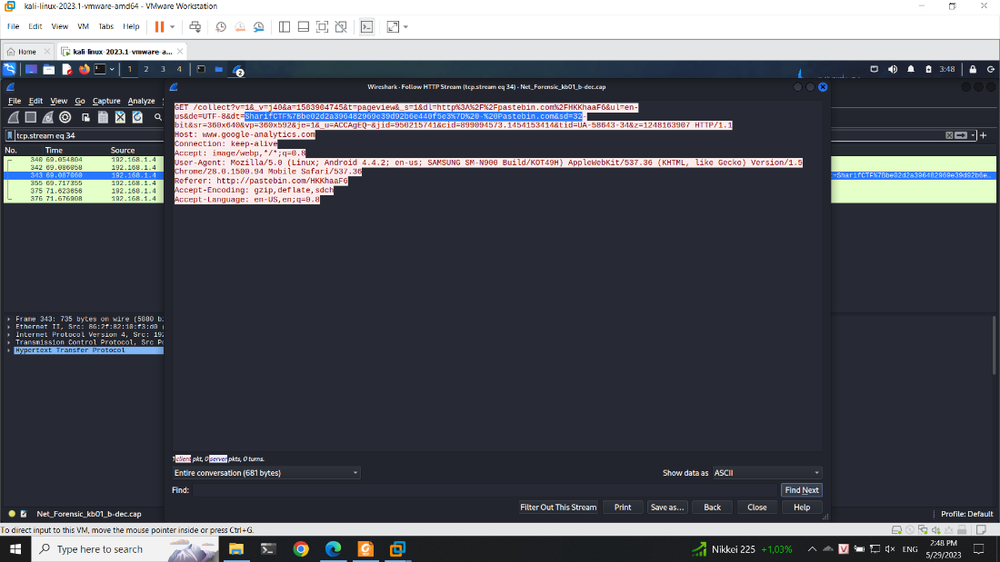 kali-linux-2023.1-vmware-amd64 - VMware Workstation
File Edit View VM Tabs Help
Home kali-linux-2023.1-vmware-a...
1 2 3 4 2 3:48
Wireshark - Follow HTTP Stream (tcp.stream eq 34) - Net_Forensic_kb01_b-dec.cap
File Edit View Go Capture Analyze
tcp.stream eq 34
No. Time Source
340 69.054804 192.168.1.4
342 69.086058 192.168.1.4
343 69.087060 192.168.1.4
355 69.717355 192.168.1.4
375 71.623656 192.168.1.4
376 71.676908 192.168.1.4
t=SharifCTF%7Bbe02d2a396482969e39d92b6e...
GET /collect?v=1&_v=j40&a=1583904745&t=pageview&_s=1&dl=http%3A%2F%2Fpastebin.com%2FHKKhaaF6&ul=en-
us&de=UTF-8&dt=SharifCTF%7Bbe02d2a396482969e39d92b6e440f5e3%7D%20-%20Pastebin.com&sd=32-
bit&sr=360x640&vp=360x592&je=1&_u=ACCAgEQ~&jid=950215741&cid=899094573.1454153414&tid=UA-58643-34&z=1248163907 HTTP/1.1
Host: www.google-analytics.com
Connection: keep-alive
Accept: image/webp,*/*;q=0.8
User-Agent: Mozilla/5.0 (Linux; Android 4.4.2; en-us; SAMSUNG SM-N900 Build/KOT49H) AppleWebKit/537.36 (KHTML, like Gecko) Version/1.5
Chrome/28.0.1500.94 Mobile Safari/537.36
Referer: http://pastebin.com/HKKhaaF6
Accept-Encoding: gzip,deflate,sdch
Accept-Language: en-US,en;q=0.8
Frame 343: 735 bytes on wire (5880 bi
Ethernet II, Src: 86:2f:82:10:f3:d0
Internet Protocol Version 4, Src: 192
Transmission Control Protocol, Src Po
Hypertext Transfer Protocol
1 client pkt, 0 server pkts, 0 turns.
Entire conversation (681 bytes) Show data as ASCII
Find: Find Next
Filter Out This Stream Print Save as... Back Close Help
Net_Forensic_kb01_b-dec.cap Profile: Default
To direct input to this VM, move the mouse pointer inside or press Ctrl+G.
Type here to search Nikkei 225 +1,03% V ENG 2:48 PM
5/29/2023